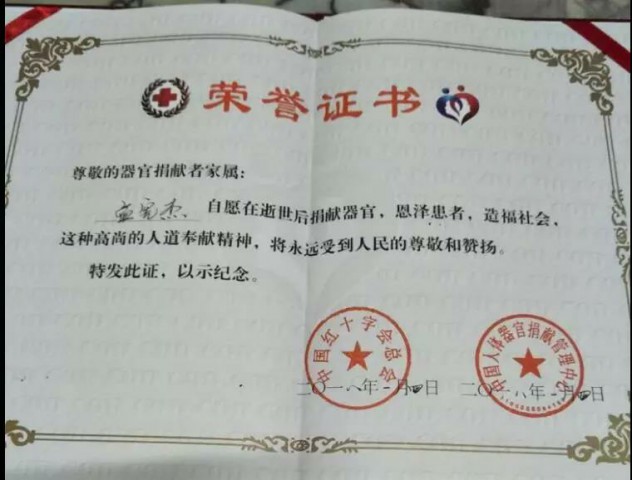 荣誉证书
尊敬的器官捐献者家属:
自愿在逝世后捐献器官，恩泽患者，造福社会，
这种高尚的人道奉献精神，将永远受到人民的尊敬和赞扬。
特发此证，以示纪念。
中国红十字会总会
中国人体器官捐献管理中心
二〇一八年一月四日
二〇一八年一月四日